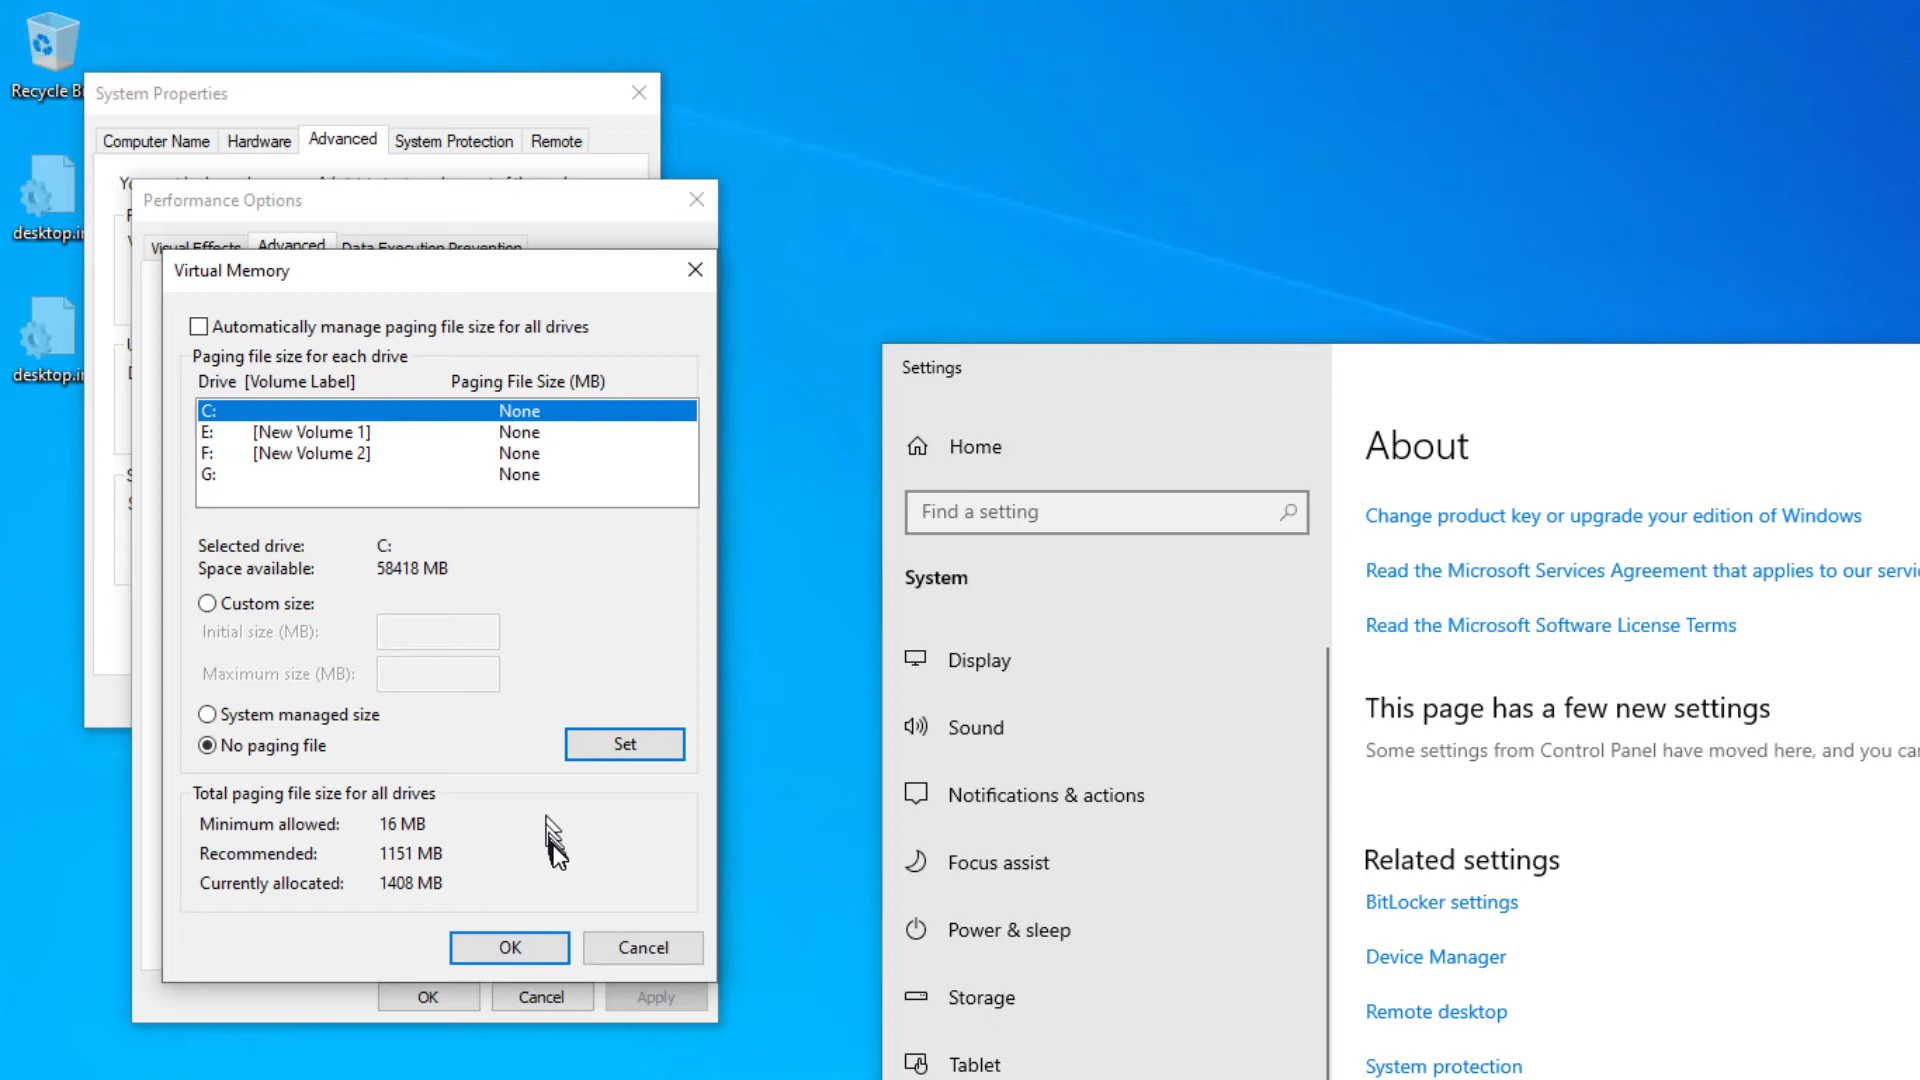 Recycle B
desktop.in
desktop.in
System Properties
Computer Name Hardware Advanced System Protection Remote
Performance Options
Visual Effects Advanced Data Execution Prevention
Virtual Memory
Automatically manage paging file size for all drives
Paging file size for each drive
Drive [Volume Label] Paging File Size (MB)
C: None
E: [New Volume 1] None
F: [New Volume 2] None
G: None
Selected drive: C:
Space available: 58418 MB
Custom size:
Initial size (MB):
Maximum size (MB):
System managed size
No paging file
Set
Total paging file size for all drives
Minimum allowed: 16 MB
Recommended: 1151 MB
Currently allocated: 1408 MB
OK Cancel
OK Cancel Apply
Settings
Home
Find a setting
System
Display
Sound
Notifications & actions
Focus assist
Power & sleep
Storage
Tablet
About
Change product key or upgrade your edition of Windows
Read the Microsoft Services Agreement that applies to our servi
Read the Microsoft Software License Terms
This page has a few new settings
Some settings from Control Panel have moved here, and you can
Related settings
BitLocker settings
Device Manager
Remote desktop
System protection